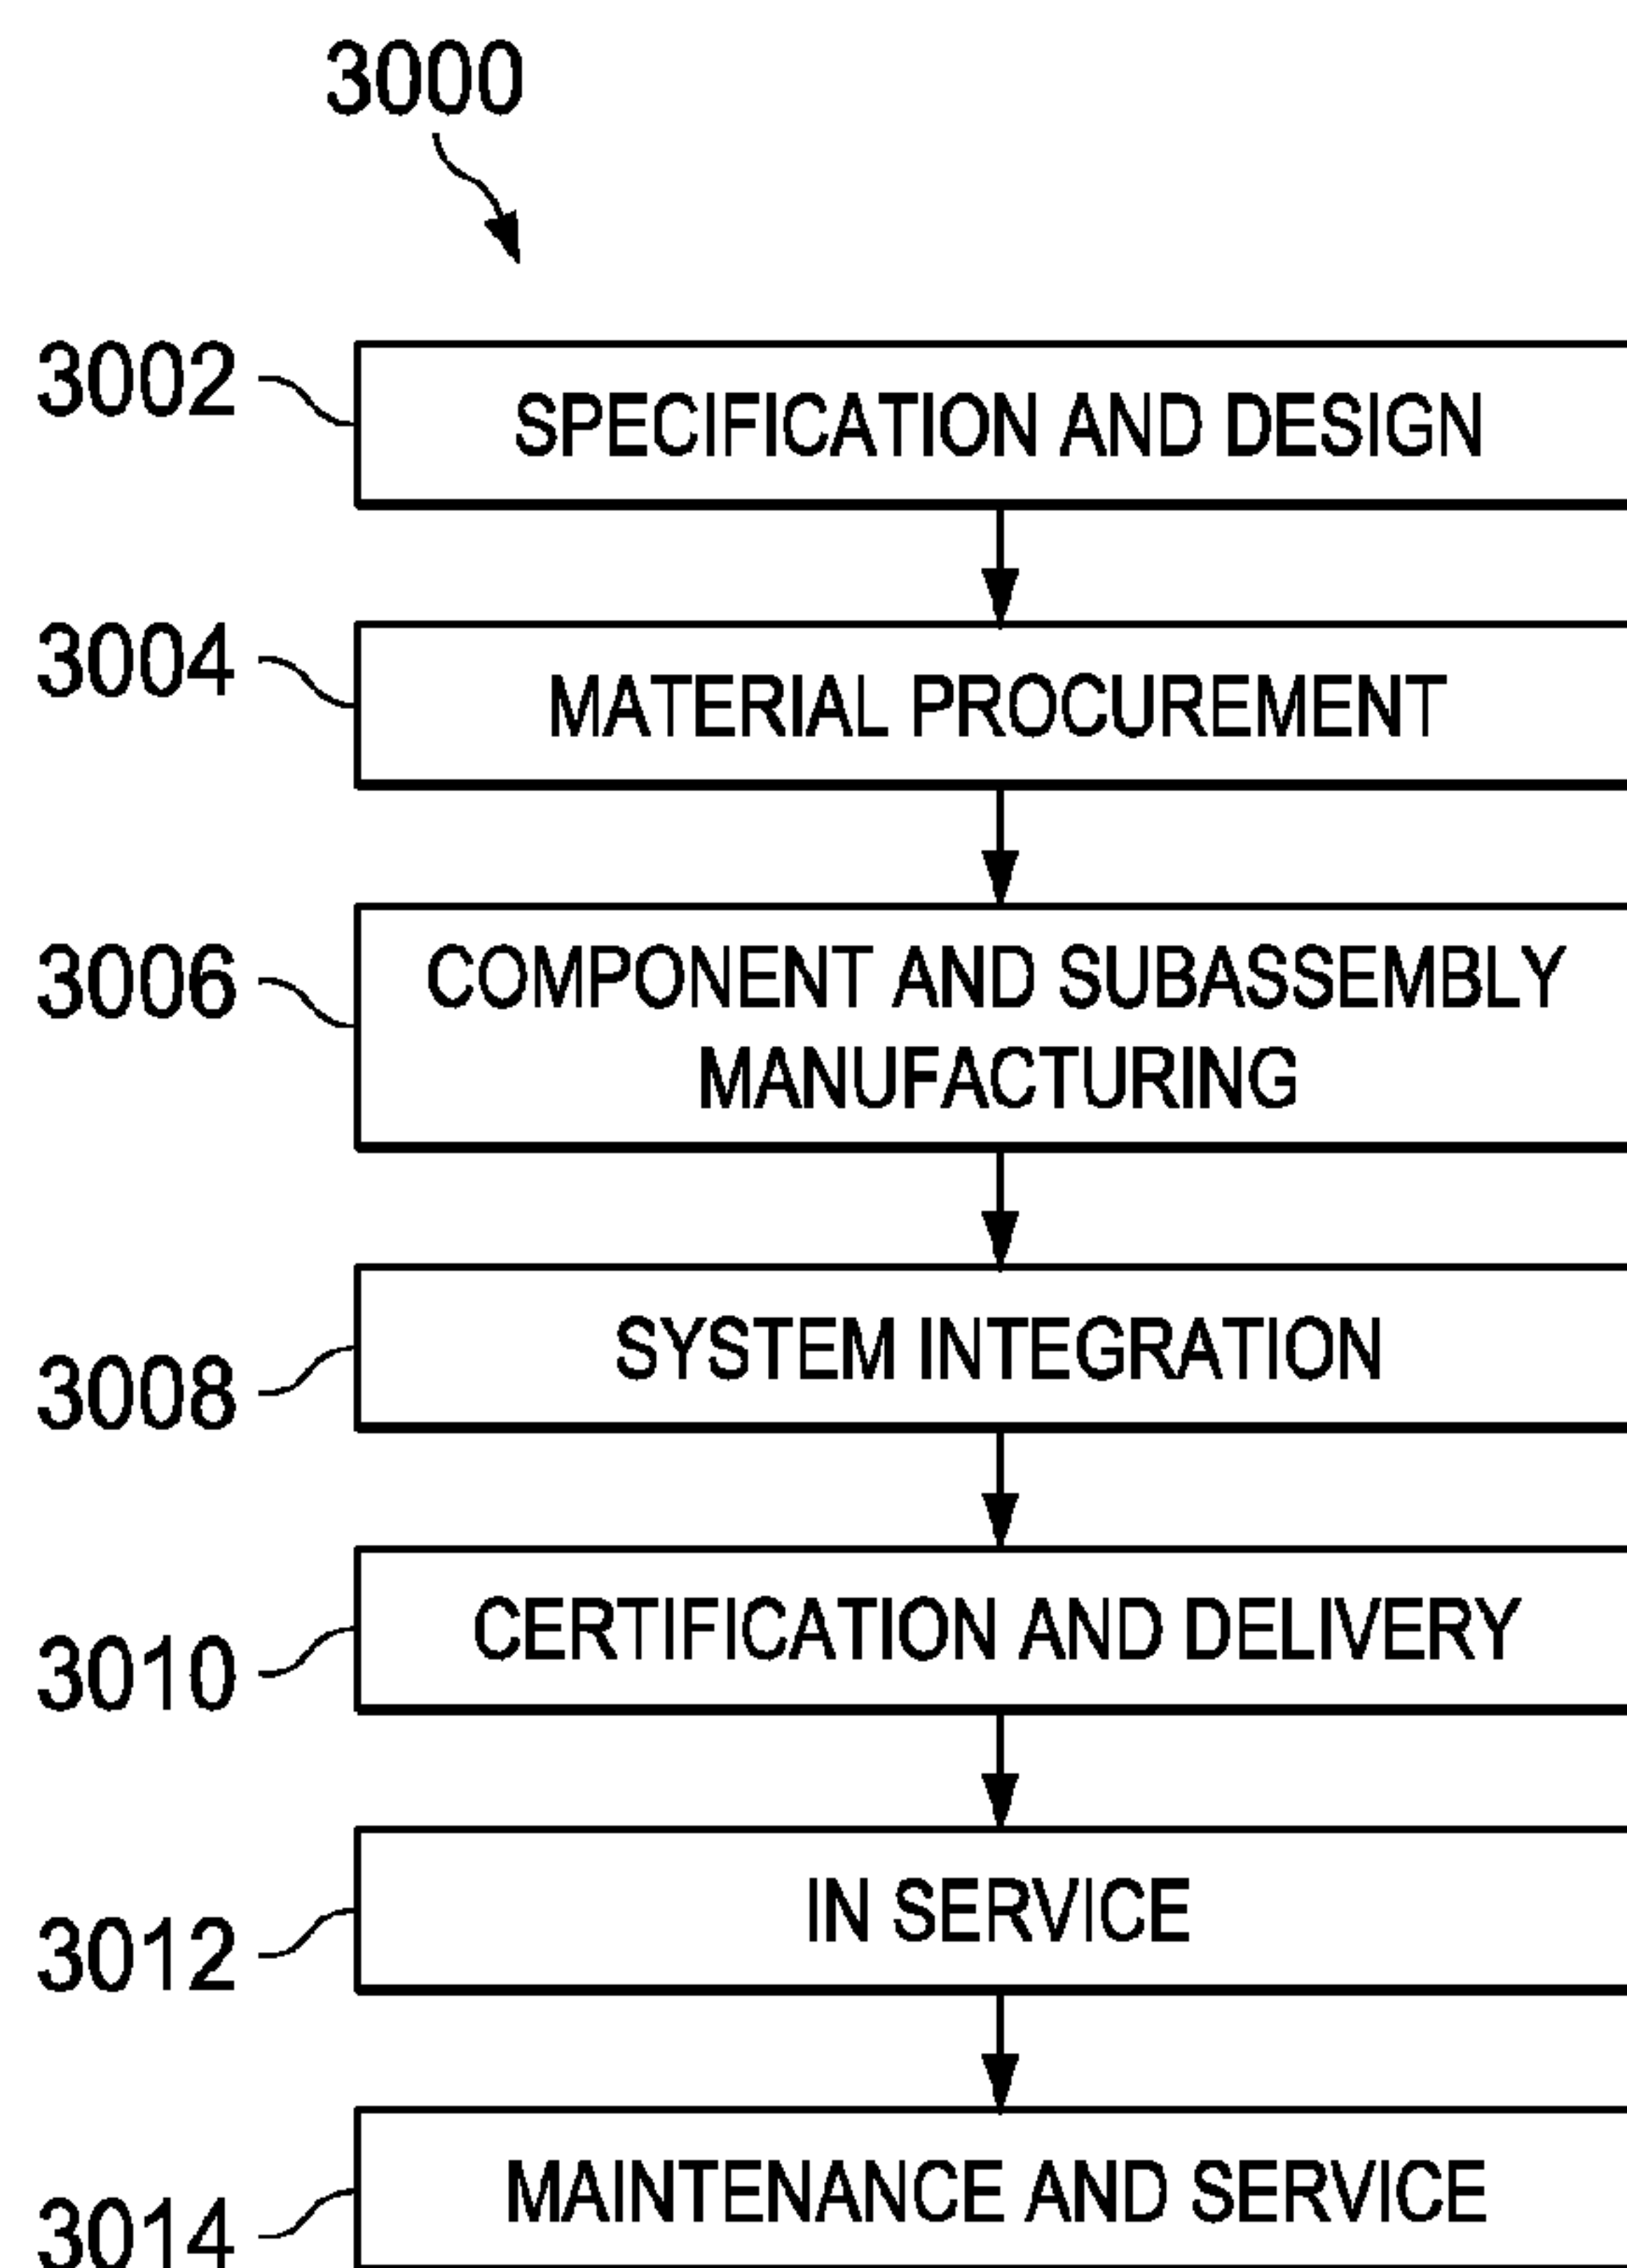 3000
3002
SPECIFICATION AND DESIGN
3004
MATERIAL PROCUREMENT
3006
COMPONENT AND SUBASSEMBLY
MANUFACTURING
3008
SYSTEM INTEGRATION
3010
CERTIFICATION AND DELIVERY
3012
IN SERVICE
3014
MAINTENANCE AND SERVICE